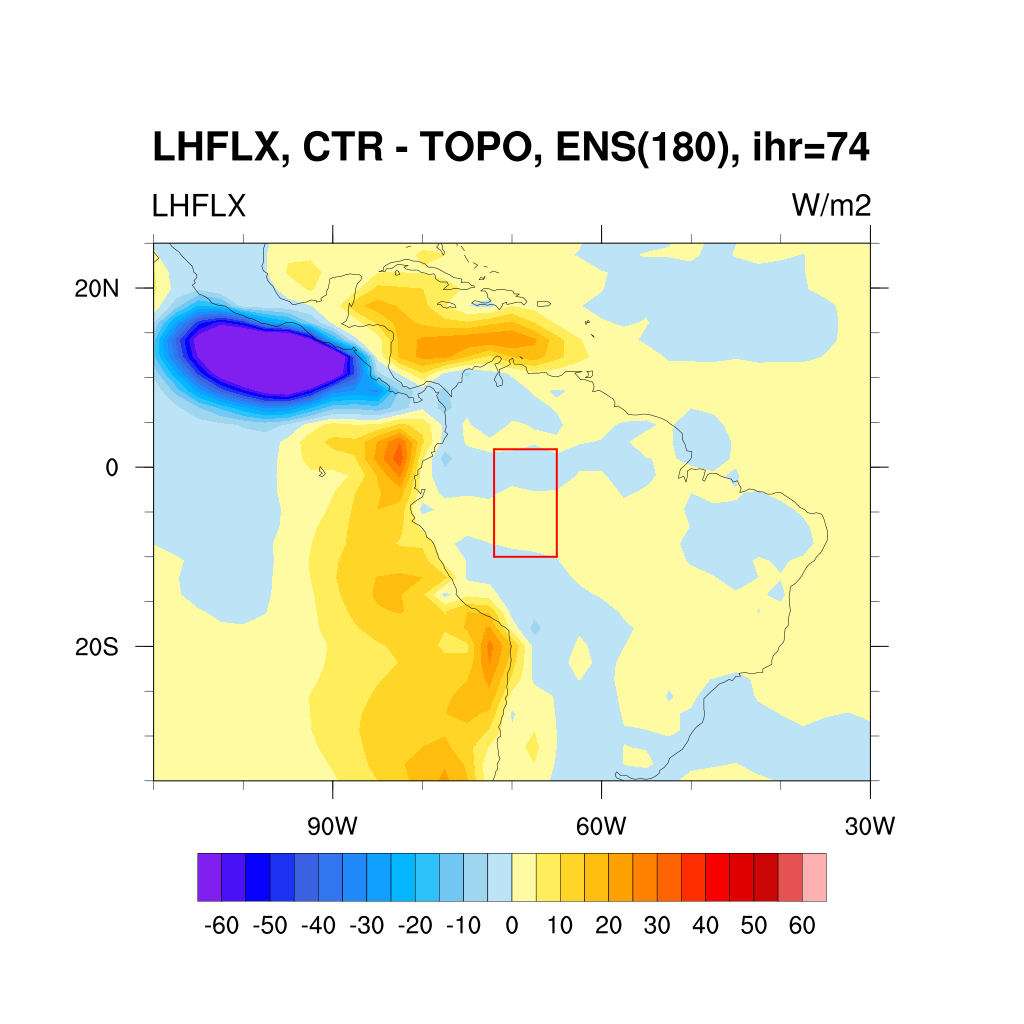 LHFLX, CTR - TOPO, ENS(180), ihr=74
LHFLX W/m2
20N
0
20S
90W 60W 30W
-60 -50 -40 -30 -20 -10 0 10 20 30 40 50 60